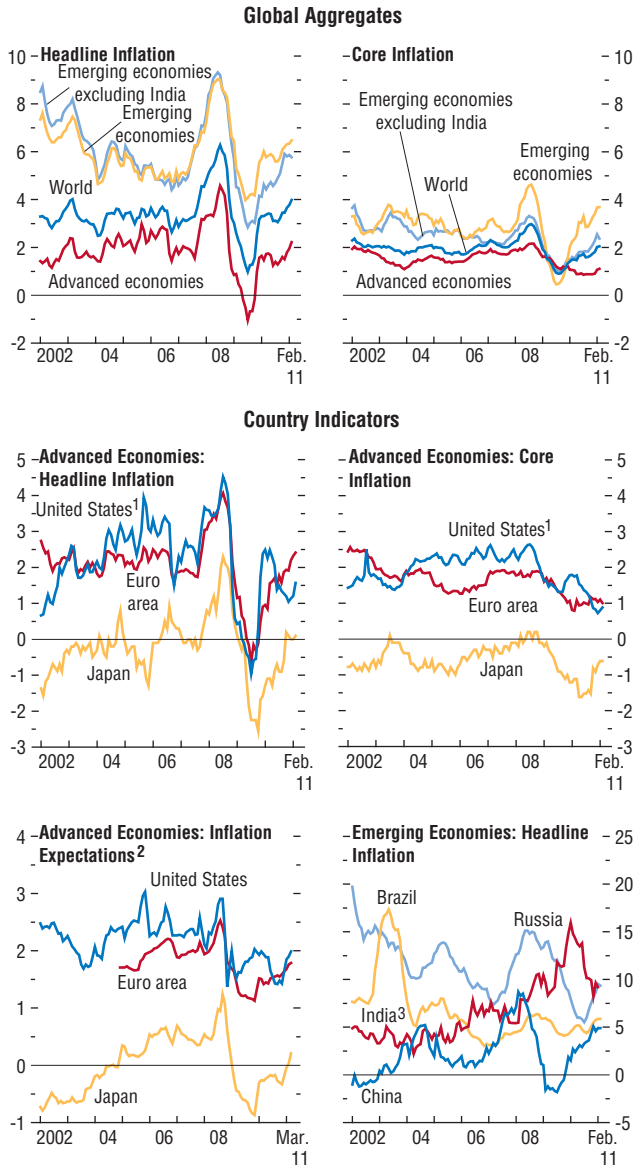 Global Aggregates
Headline Inflation
Emerging economies
excluding India
Emerging
economies
World
Advanced economies
10
8
6
4
2
0
-2
2002 04 06 08 Feb.
11
Core Inflation
Emerging economies
excluding India
Emerging
economies
World
Advanced economies
10
8
6
4
2
0
-2
2002 04 06 08 Feb.
11
Country Indicators
Advanced Economies:
Headline Inflation
United States1
Euro
area
Japan
5
4
3
2
1
0
-1
-2
-3
2002 04 06 08 Feb.
11
Advanced Economies: Core
Inflation
United States1
Euro area
Japan
5
4
3
2
1
0
-1
-2
-3
2002 04 06 08 Feb.
11
Advanced Economies: Inflation
Expectations2
United States
Euro area
Japan
4
3
2
1
0
-1
2002 04 06 08 Mar.
11
Emerging Economies: Headline
Inflation
Brazil
Russia
India3
China
25
20
15
10
5
0
-5
2002 04 06 08 Feb.
11